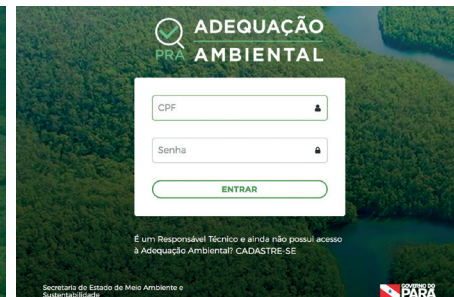 ADEQUAÇÃO
PRA AMBIENTAL
CPF
Senha
ENTRAR
É um Responsável Técnico e ainda não possui acesso
à Adequação Ambiental? CADASTRE-SE
Secretaria de Estado de Meio Ambiente e
Sustentabilidade
GOVERNO DO
PARÁ